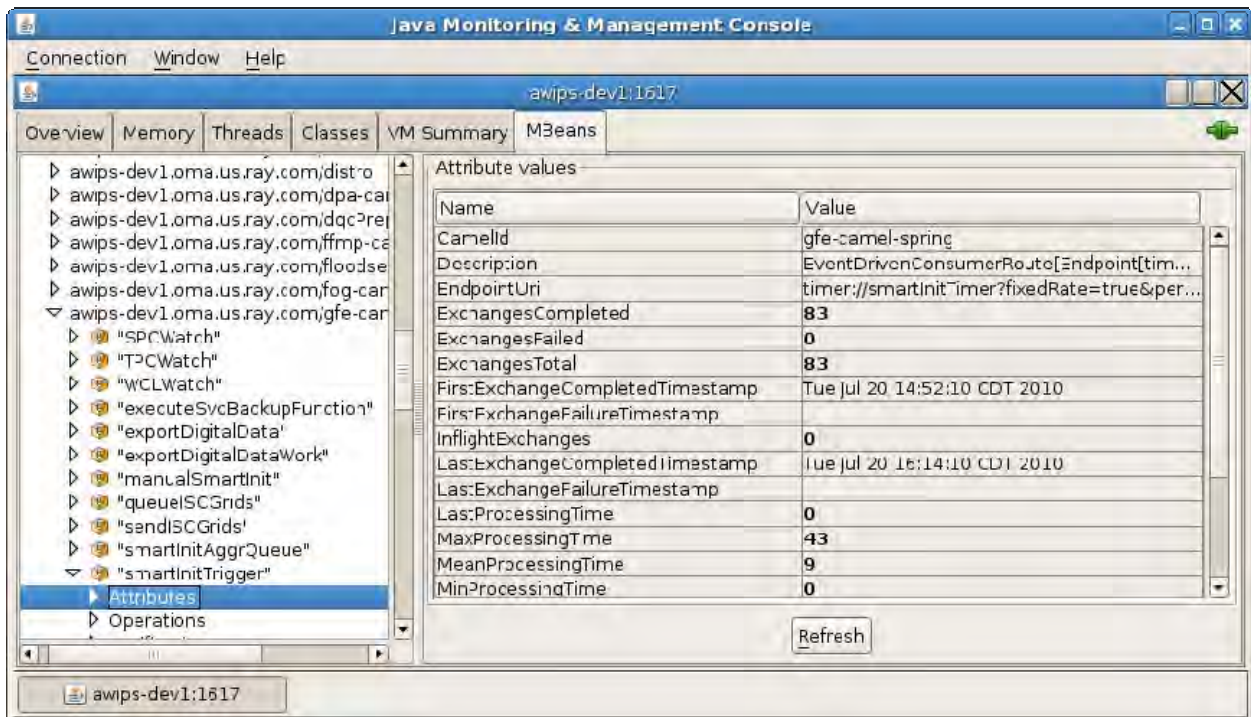 Java Monitoring & Management Console
Connection Window Help
awips-dev1:1617
Overview Memory Threads Classes VM Summary MBeans
awips-dev1.oma.us.ray.com/distro
awips-dev1.oma.us.ray.com/dpa-cai
awips-dev1.oma.us.ray.com/dqcPrep
awips-dev1.oma.us.ray.com/ffmp-ca
awips-dev1.oma.us.ray.com/floodse
awips-dev1.oma.us.ray.com/fog-car
awips-dev1.oma.us.ray.com/gfe-car
"SPCWatch"
"TPCWatch"
"WCLWatch"
"executeSvcBackupFunction"
"exportDigitalData"
"exportDigitalDataWork"
"manualSmartInit"
"queueISCGrids"
"sendISCGrids"
"smartInitAggrQueue"
"smartInitTrigger"
Attributes
Operations
Attribute values
Name Value
CamelId gfe-camel-spring
Description EventDrivenConsumerRoute[Endpoint[tim...
EndpointUri timer://smartInitTimer?fixedRate=true&per...
ExchangesCompleted 83
ExchangesFailed 0
ExchangesTotal 83
FirstExchangeCompletedTimestamp Tue Jul 20 14:52:10 CDT 2010
FirstExchangeFailureTimestamp
InflightExchanges 0
LastExchangeCompletedTimestamp Tue Jul 20 16:14:10 CDT 2010
LastExchangeFailureTimestamp
LastProcessingTime 0
MaxProcessingTime 43
MeanProcessingTime 9
MinProcessingTime 0
Refresh
awips-dev1:1617